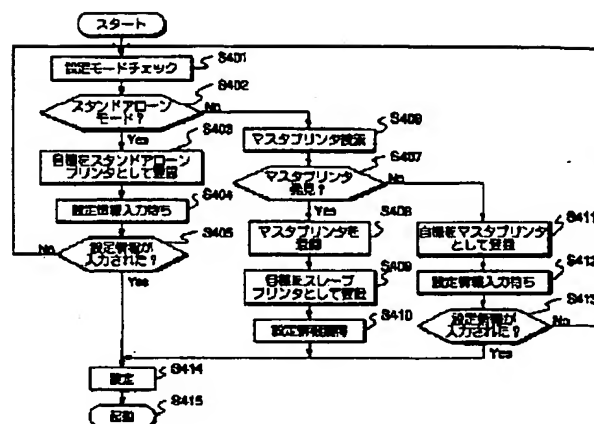 スタート
設定モードチェック
S401
スタンドアローン
モード?
S402
No
Yes
自機をスタンドアローン
プリンタとして登録
S403
設定情報入力待ち
S404
設定情報が
入力された?
S405
No
Yes
マスタプリンタ検索
マスタプリンタ
発見?
S407
No
Yes
マスタプリンタを
登録
S408
自機をスレーブ
プリンタとして登録
S409
設定情報獲得
S410
自機をマスタプリンタ
として登録
S411
設定情報入力待ち
S412
設定情報が
入力された?
S413
No
Yes
設定
S414
起動
S415